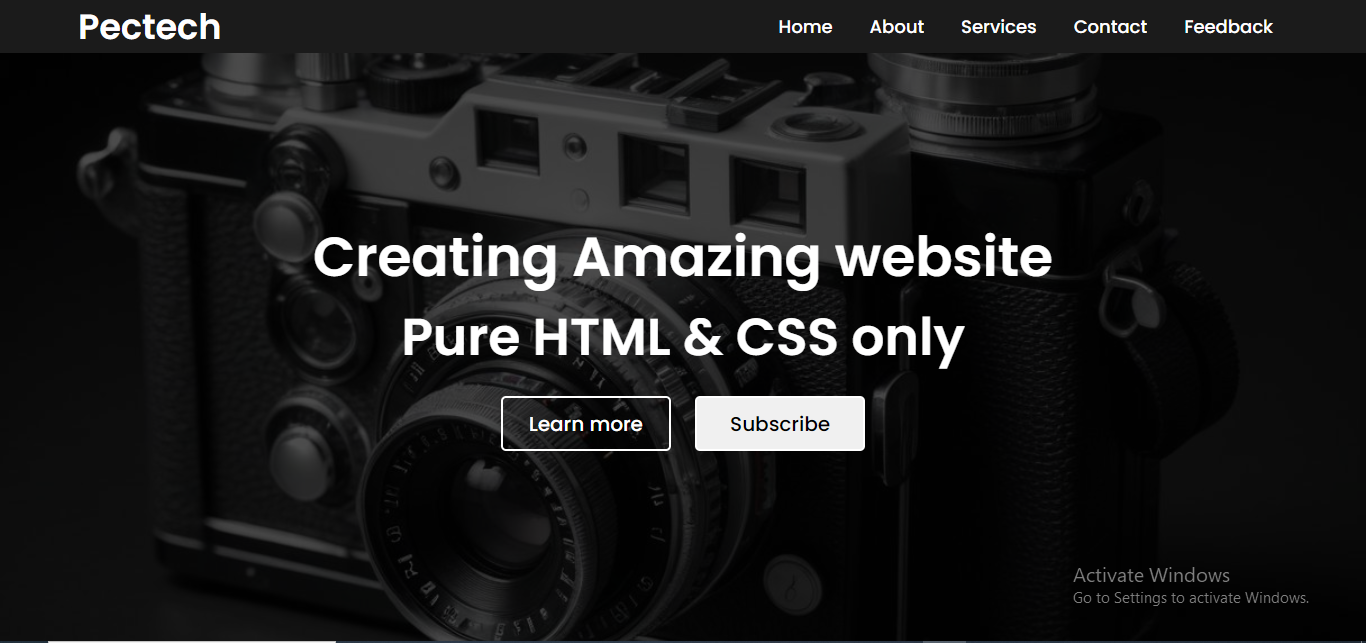 Pectech
Home About Services Contact Feedback
Creating Amazing website
Pure HTML & CSS only
Learn more
Subscribe
Activate Windows
Go to Settings to activate Windows.